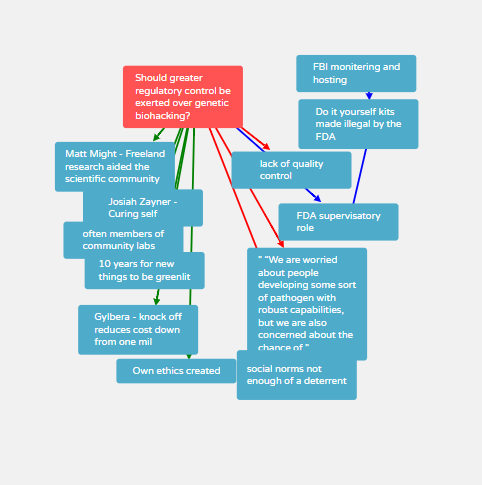 Should greater
regulatory control be
exerted over genetic
biohacking?
FBI monitering and
hosting
Do it yourself kits
made illegal by the
FDA
Matt Might - Freeland
research aided the
scientific community
lack of quality
control
Josiah Zayner -
Curing self
FDA supervisatory
role
often members of
community labs
10 years for new
things to be greenlit
" "We are worried
about people
developing some sort
of pathogen with
robust capabilities,
but we are also
concerned about the
chance of "
Gylbera - knock off
reduces cost down
from one mil
Own ethics created
social norms not
enough of a deterrent